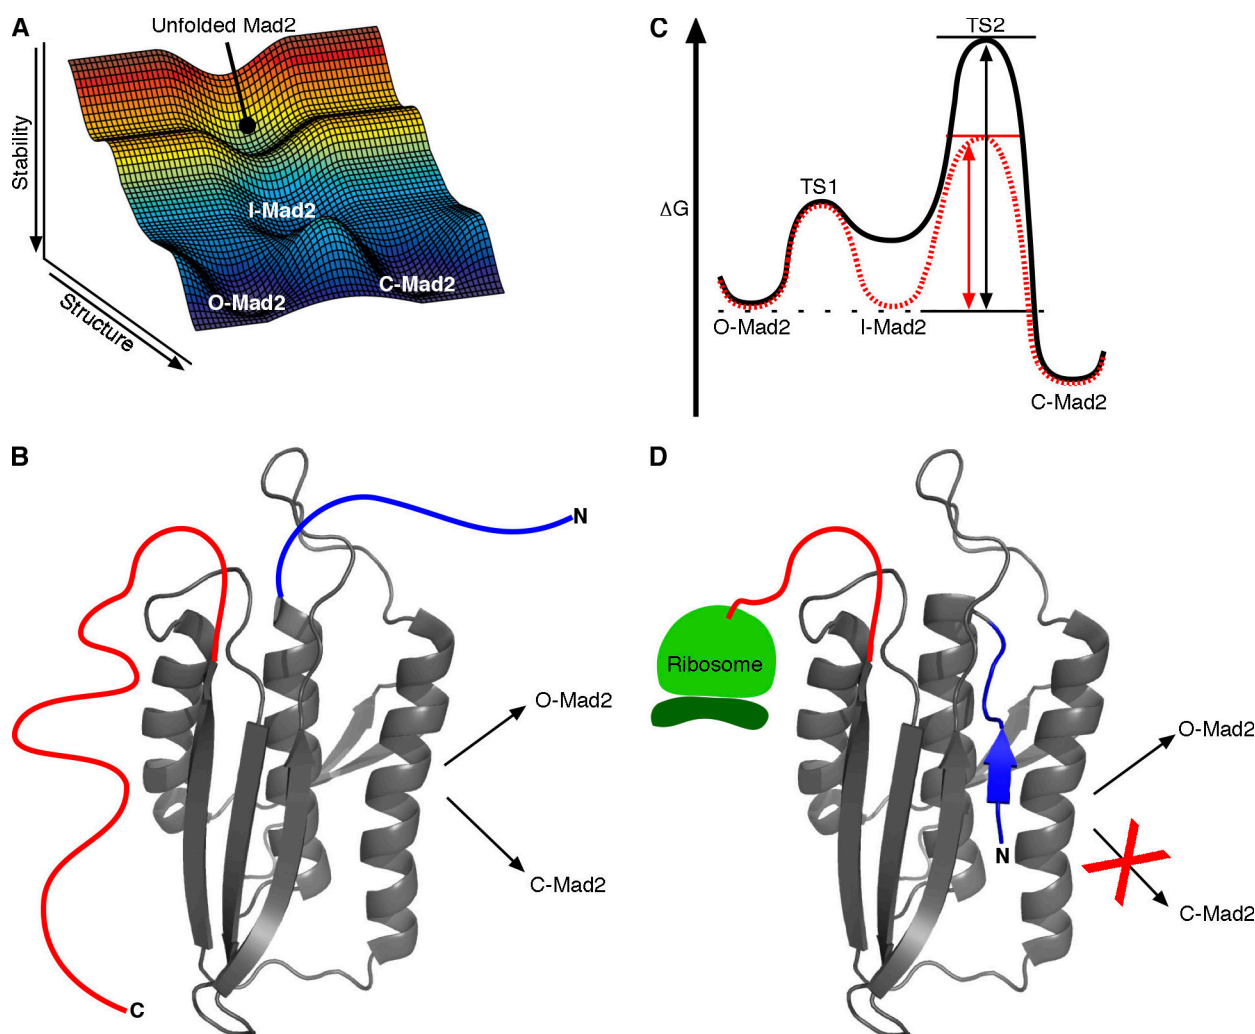 A
Unfolded Mad2
Stability
Structure
I-Mad2
O-Mad2
C-Mad2
C
ΔG
TS1
TS2
O-Mad2
I-Mad2
C-Mad2
B
N
O-Mad2
C-Mad2
C
D
Ribosome
N
O-Mad2
C-Mad2